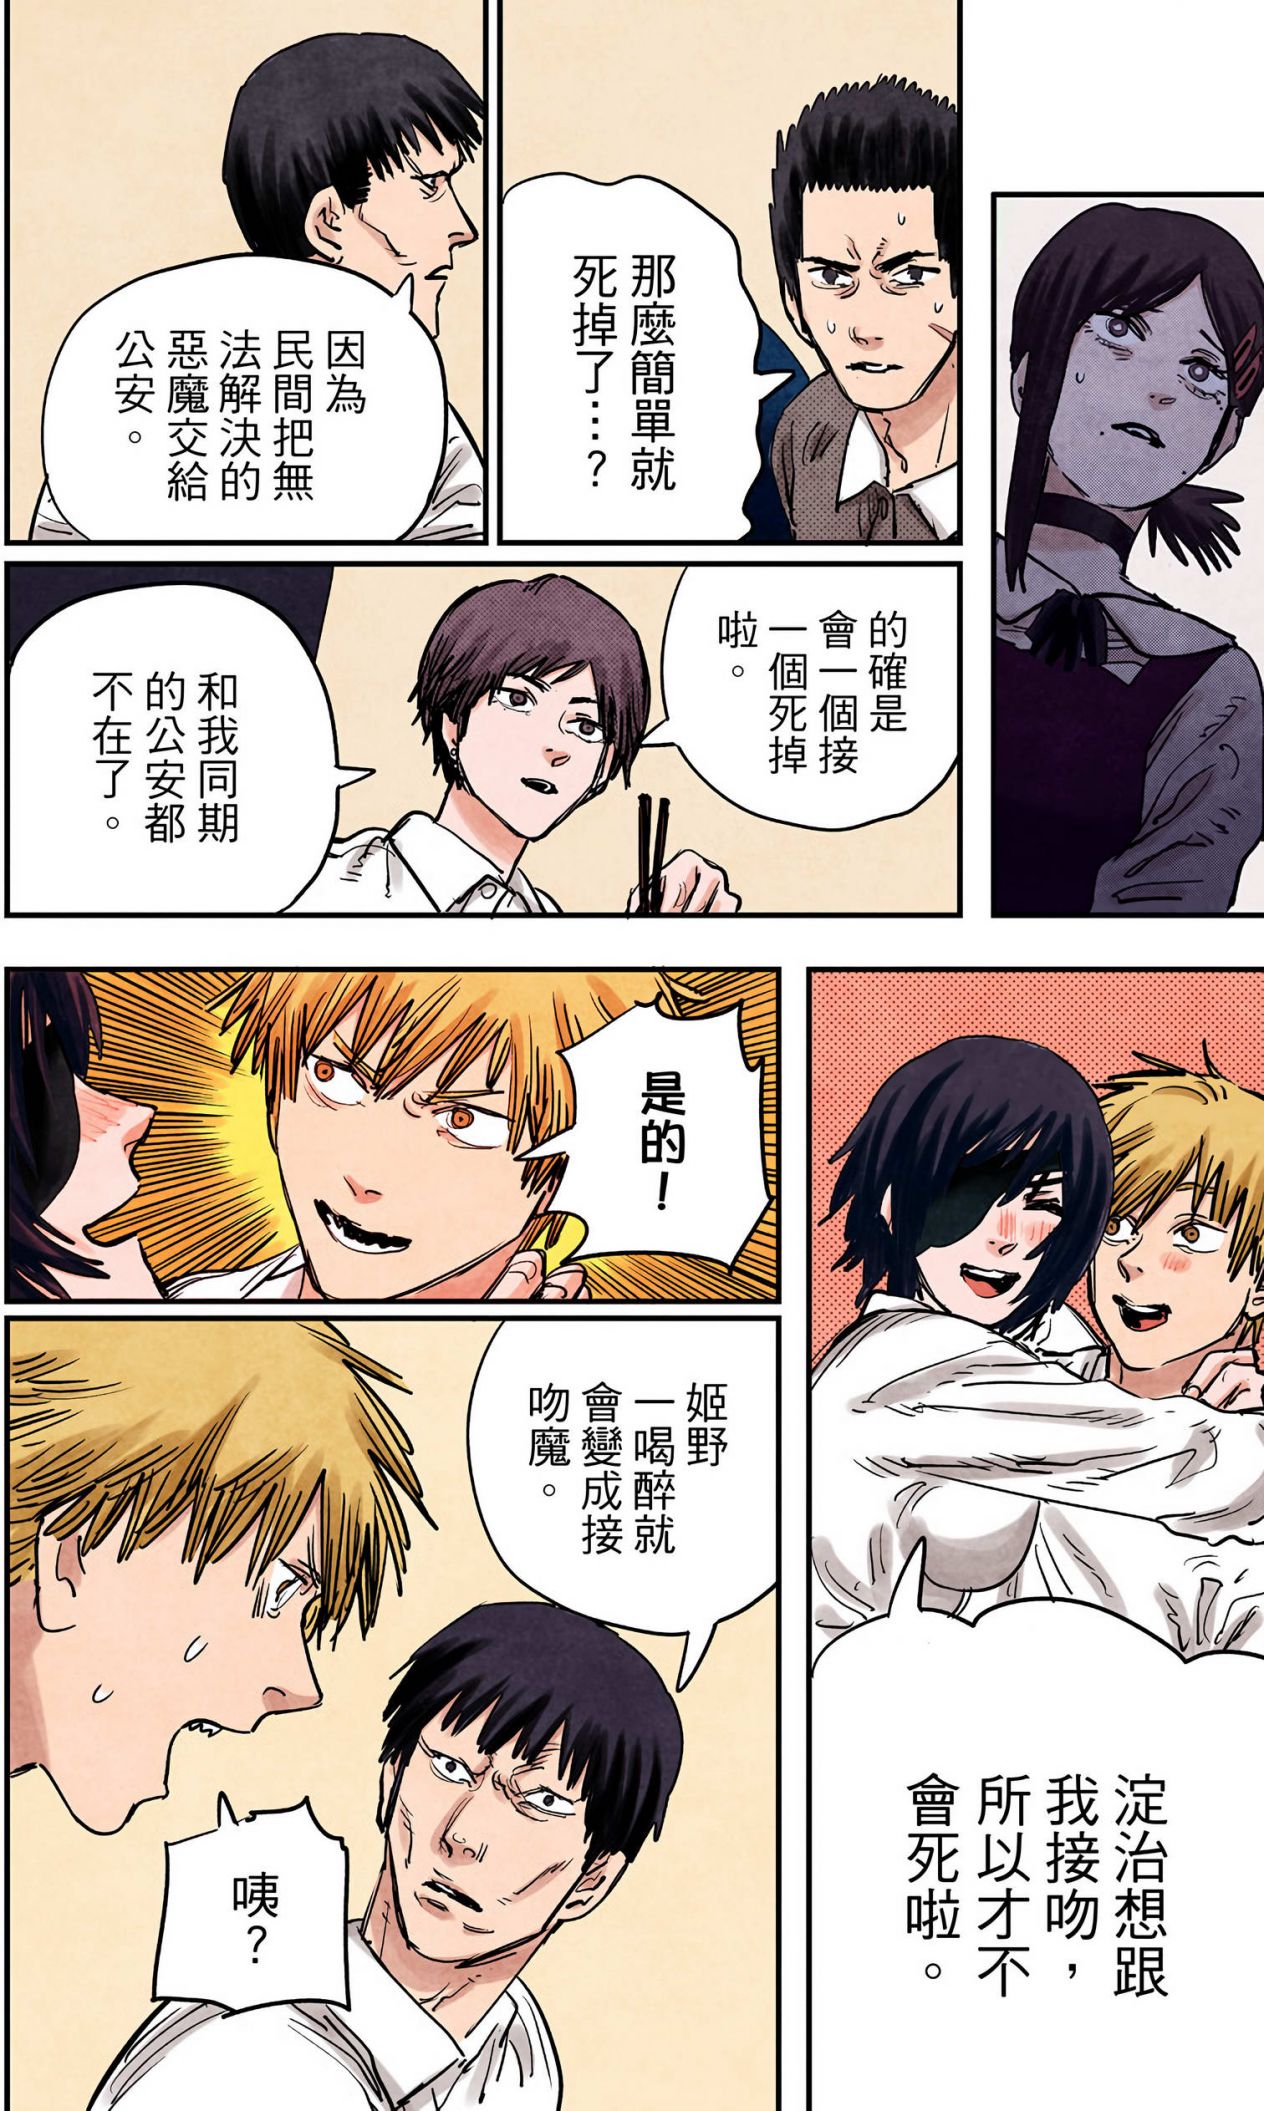 那麼簡單就
死掉了…？
因為
民間把無
法解決的
惡魔交給
公安。
的確是
會一個接
一個死掉
啦。
和我同期
的公安都
不在了。
淀治想跟
我接吻，
所以才不
會死啦。
是的！
姬野
一喝醉就
會變成接
吻魔。
咦？